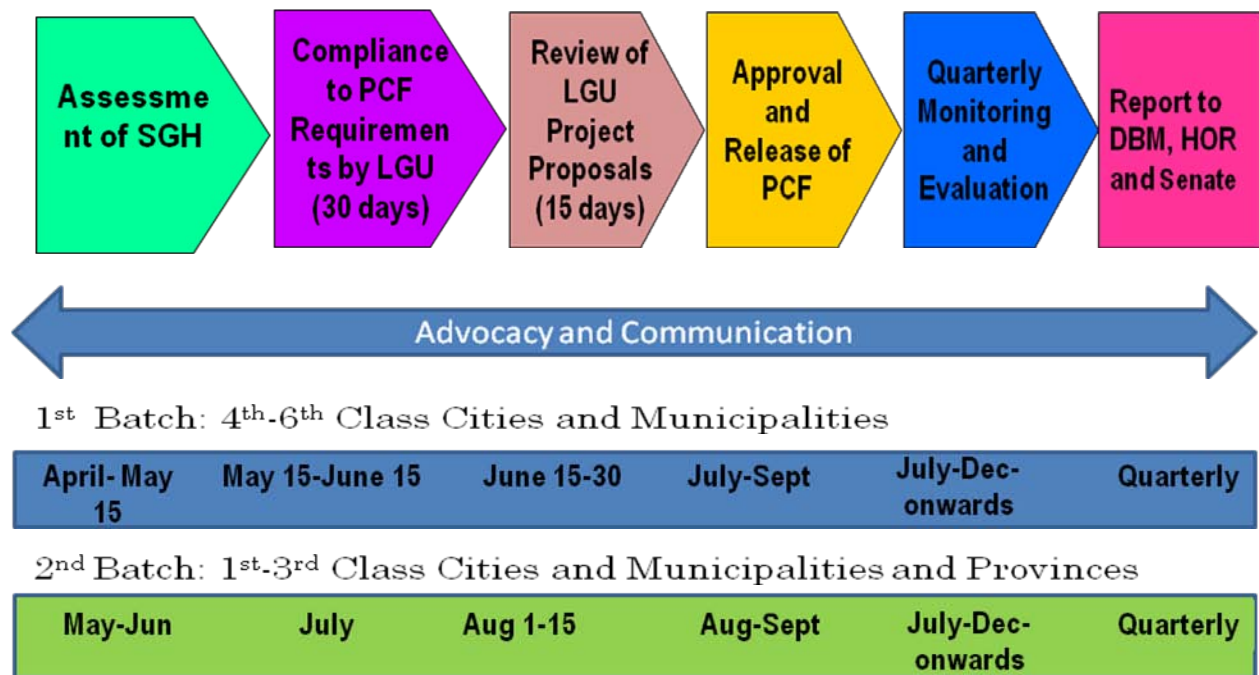 Assessme
nt of SGH
Compliance
to PCF
Requiremen
ts by LGU
(30 days)
Review of
LGU
Project
Proposals
(15 days)
Approval
and
Release of
PCF
Quarterly
Monitoring
and
Evaluation
Report to
DBM, HOR
and Senate
Advocacy and Communication
1st Batch: 4th-6th Class Cities and Municipalities
April- May
15
May 15-June 15
June 15-30
July-Sept
July-Dec-
onwards
Quarterly
2nd Batch: 1st-3rd Class Cities and Municipalities and Provinces
May-Jun
July
Aug 1-15
Aug-Sept
July-Dec-
onwards
Quarterly